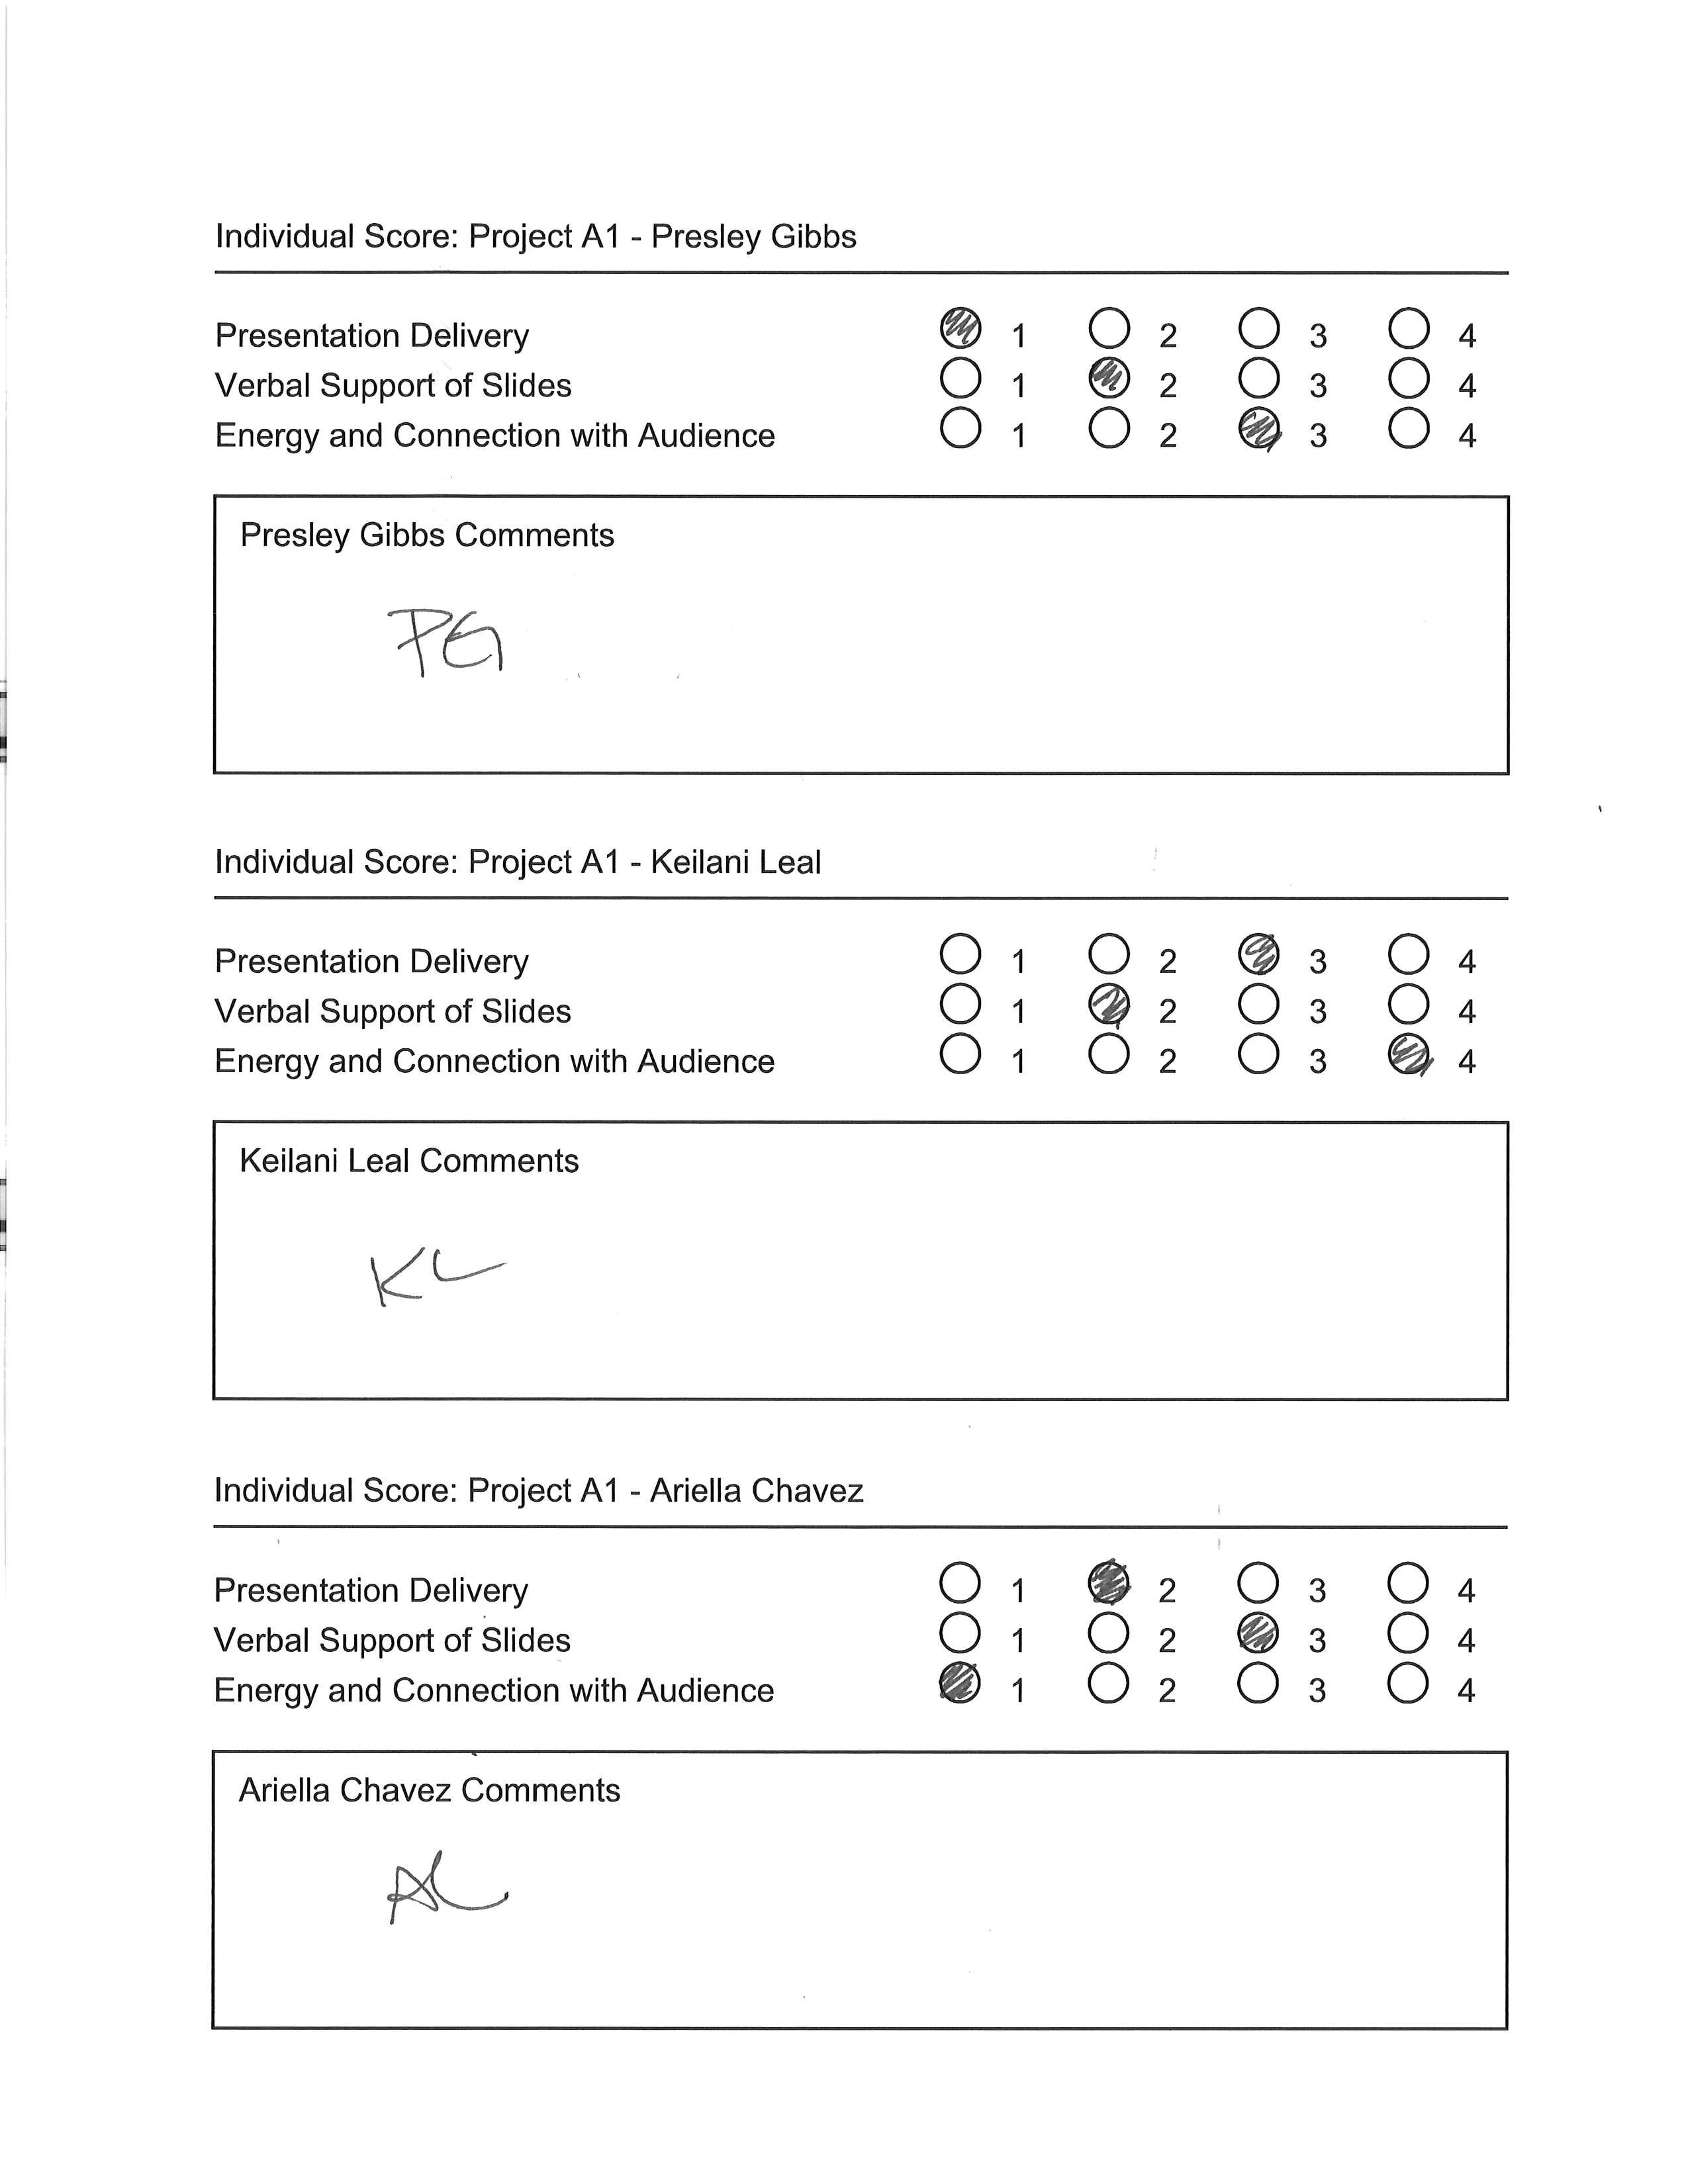 Individual Score: Project A1 - Presley Gibbs
Presentation Delivery 1 2 3 4
Verbal Support of Slides 1 2 3 4
Energy and Connection with Audience 1 2 3 4
Presley Gibbs Comments
PG
Individual Score: Project A1 - Keilani Leal
Presentation Delivery 1 2 3 4
Verbal Support of Slides 1 2 3 4
Energy and Connection with Audience 1 2 3 4
Keilani Leal Comments
KL
Individual Score: Project A1 - Ariella Chavez
Presentation Delivery 1 2 3 4
Verbal Support of Slides 1 2 3 4
Energy and Connection with Audience 1 2 3 4
Ariella Chavez Comments
AC